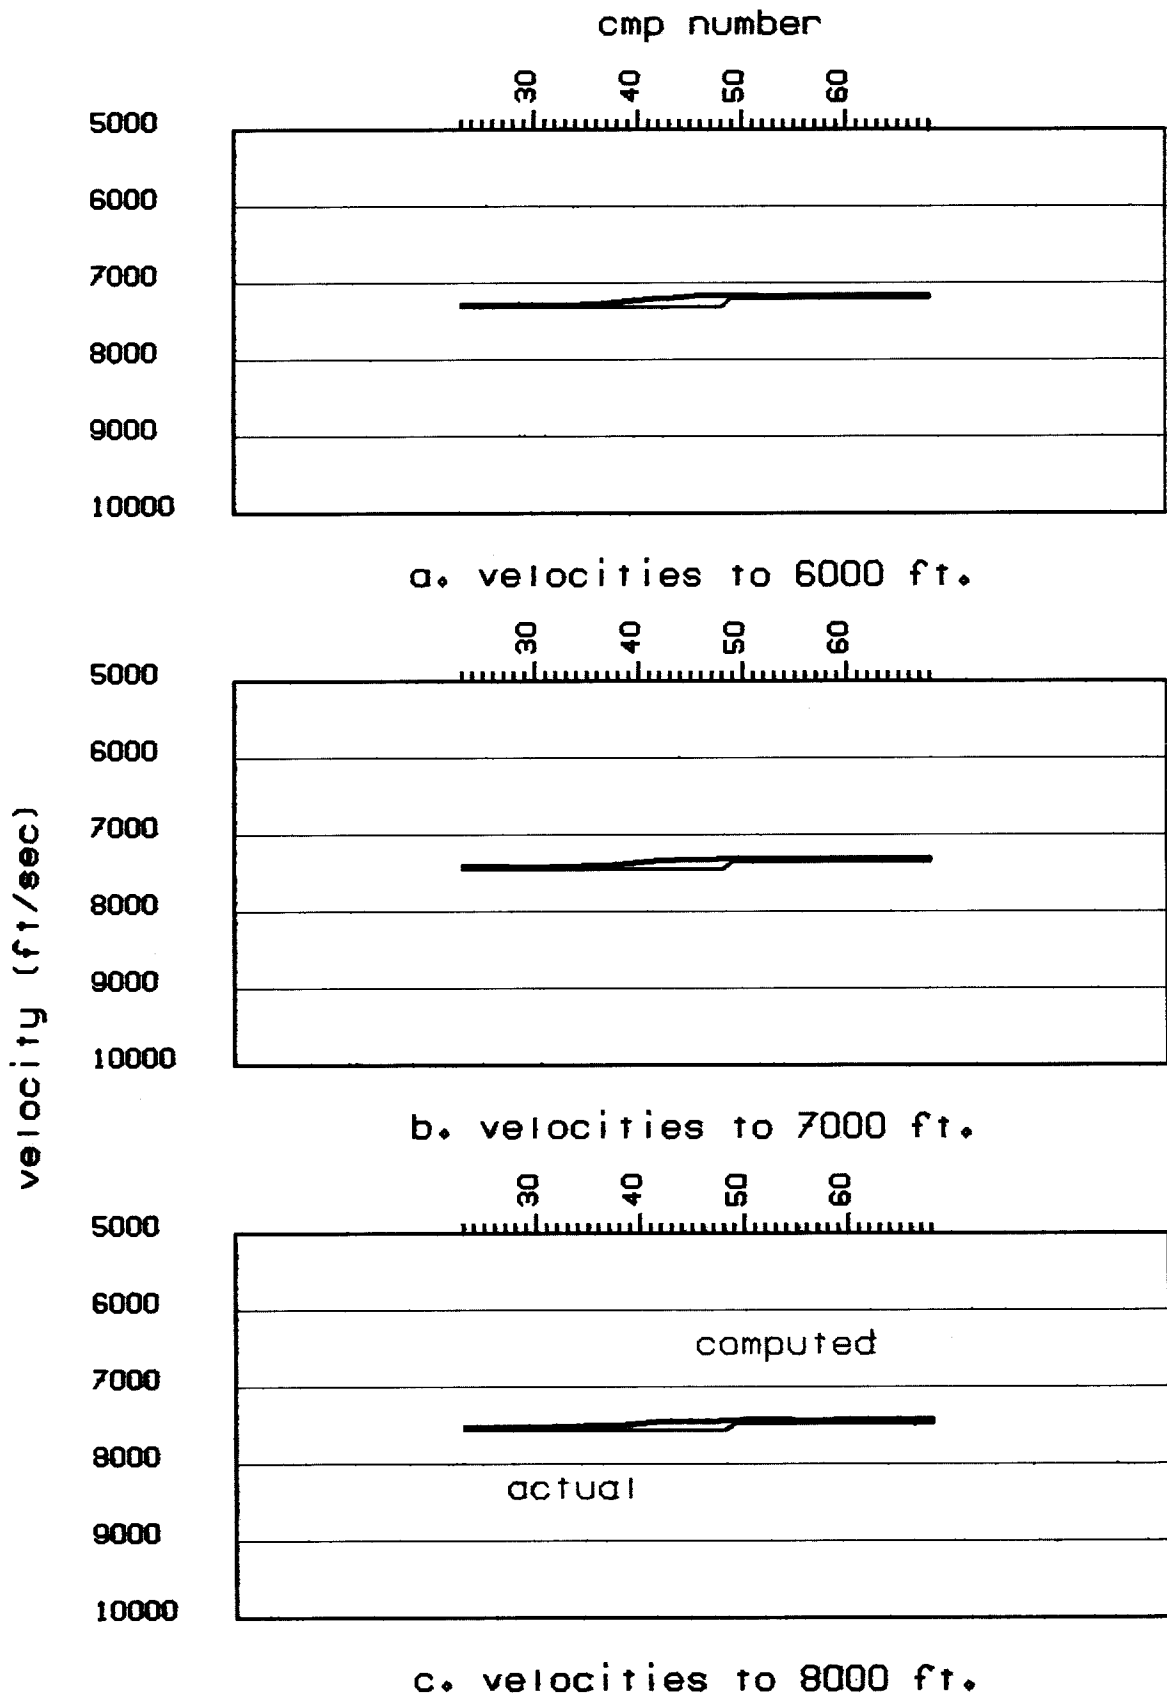 cmp number
30 40 50 60
5000
6000
7000
8000
9000
10000
a. velocities to 6000 ft.
30 40 50 60
5000
6000
7000
8000
9000
10000
velocity (ft/sec)
b. velocities to 7000 ft.
30 40 50 60
5000
6000
computed
7000
8000
actual
9000
10000
c. velocities to 8000 ft.